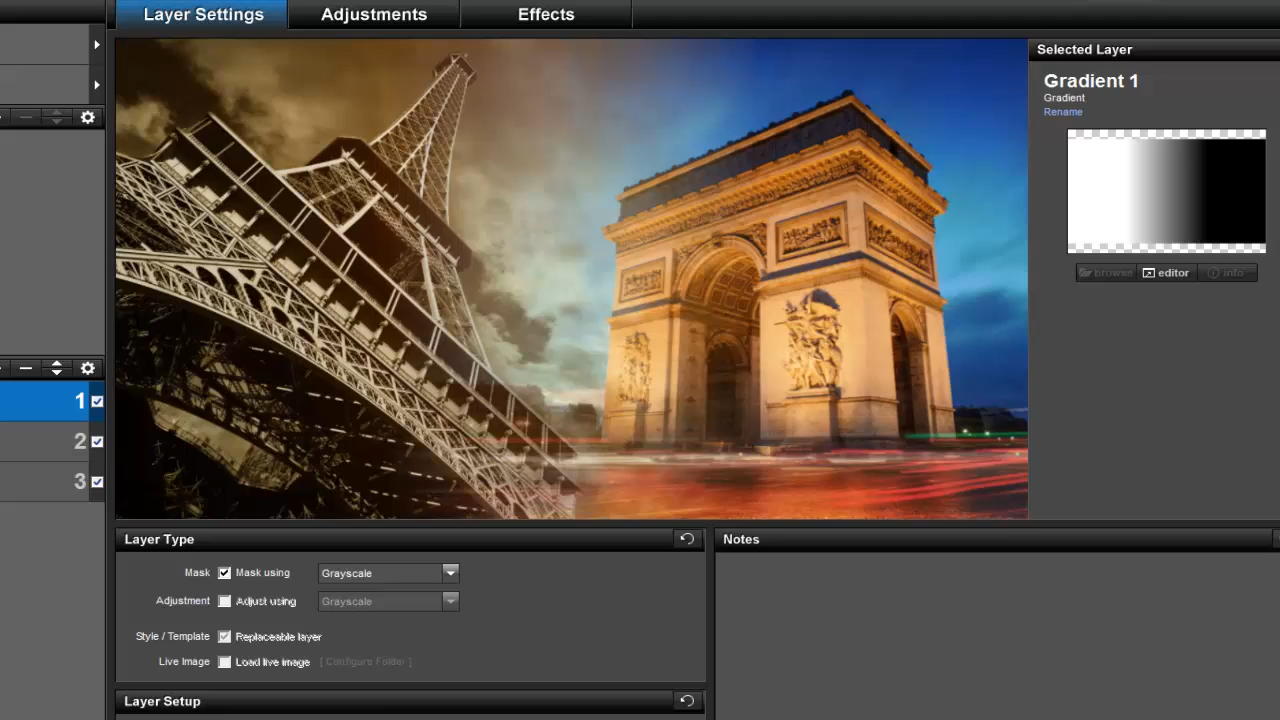 Layer Settings
Adjustments
Effects
Selected Layer
Gradient 1
Gradient
Rename
browse
editor
info
1
2
3
Layer Type
Mask Mask using Grayscale
Adjustment Adjust using Grayscale
Style / Template Replaceable layer
Live Image Load live image [ Configure Folder ]
Layer Setup
Notes